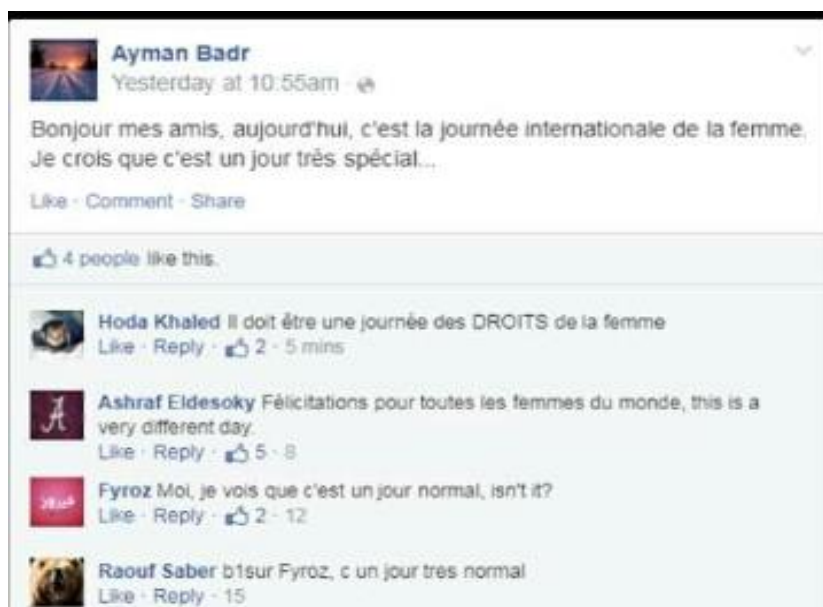 Ayman Badr
Yesterday at 10:55am
Bonjour mes amis, aujourd'hui, c'est la journée internationale de la femme.
Je crois que c'est un jour très spécial...
Like · Comment · Share
4 people like this.
Hoda Khaled Il doit être une journée des DROITS de la femme
Like · Reply · 2 · 5 mins
A
Ashraf Eldesoky Félicitations pour toutes les femmes du monde, this is a
very different day.
Like · Reply · 5 · 8
فيروز
Fyroz Moi, je vois que c'est un jour normal, isn't it?
Like · Reply · 2 · 12
Raouf Saber b1sur Fyroz, c un jour tres normal
Like · Reply · 15